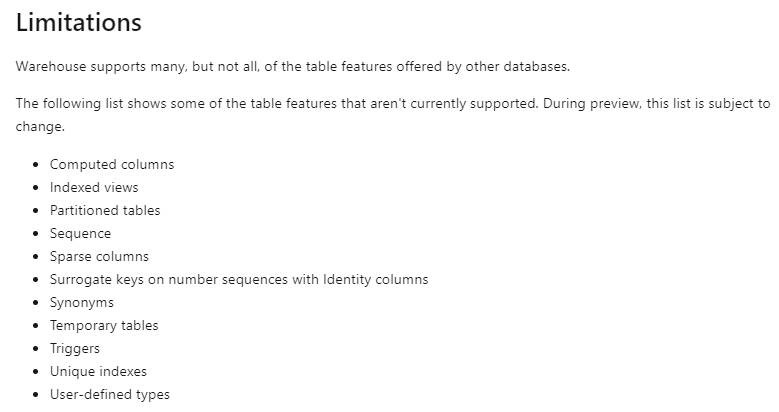 Limitations
Warehouse supports many, but not all, of the table features offered by other databases.
The following list shows some of the table features that aren't currently supported. During preview, this list is subject to
change.
• Computed columns
• Indexed views
• Partitioned tables
• Sequence
• Sparse columns
• Surrogate keys on number sequences with Identity columns
• Synonyms
• Temporary tables
• Triggers
• Unique indexes
• User-defined types